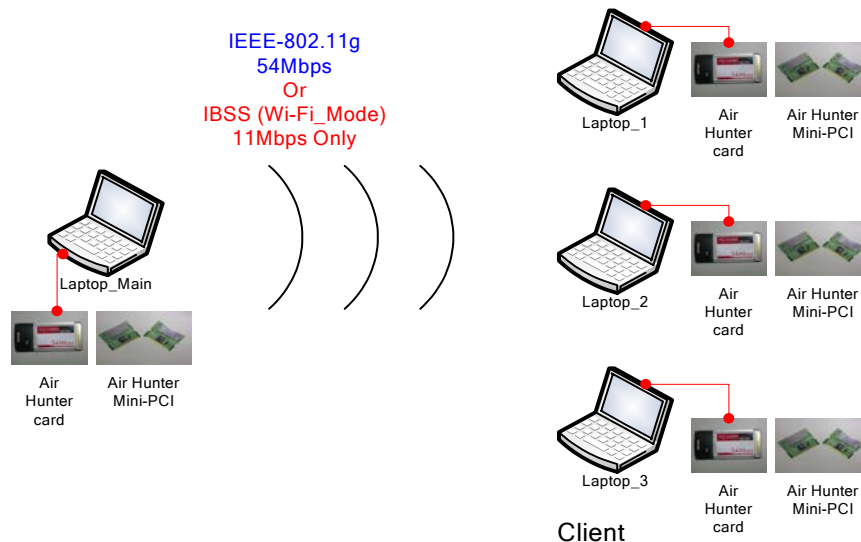 IEEE-802.11g
54Mbps
Or
IBSS (Wi-Fi_Mode)
11Mbps Only
Laptop_Main
Air
Hunter
card
Air Hunter
Mini-PCI
Laptop_1
Air
Hunter
card
Air Hunter
Mini-PCI
Laptop_2
Air
Hunter
card
Air Hunter
Mini-PCI
Laptop_3
Air
Hunter
card
Air Hunter
Mini-PCI
Client